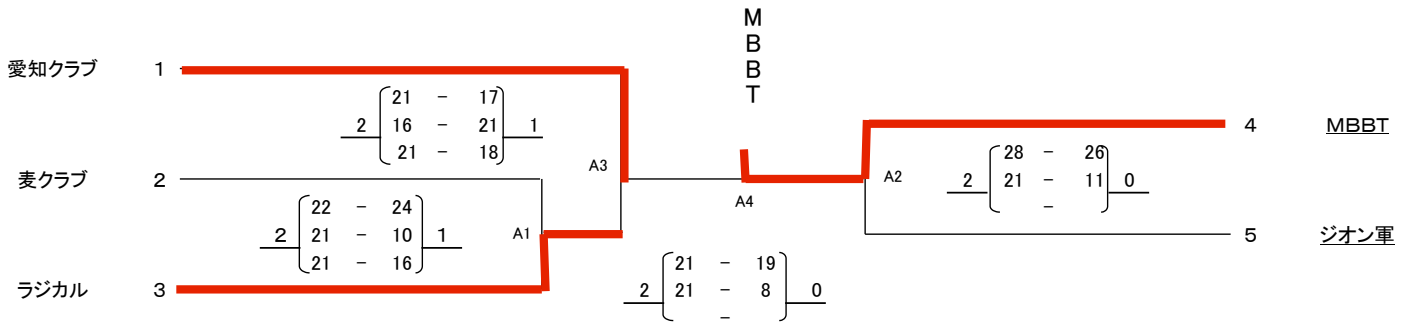 M
B
B
T
愛知クラブ 1
21 - 17
2 16 - 21 1
21 - 18
4 MBBT
A3
28 - 26
2 21 - 11 0
-
麦クラブ 2
A2
A4
22 - 24
2 21 - 10 1
21 - 16
A1
5 ジオン軍
21 - 19
2 21 - 8 0
-
ラジカル 3